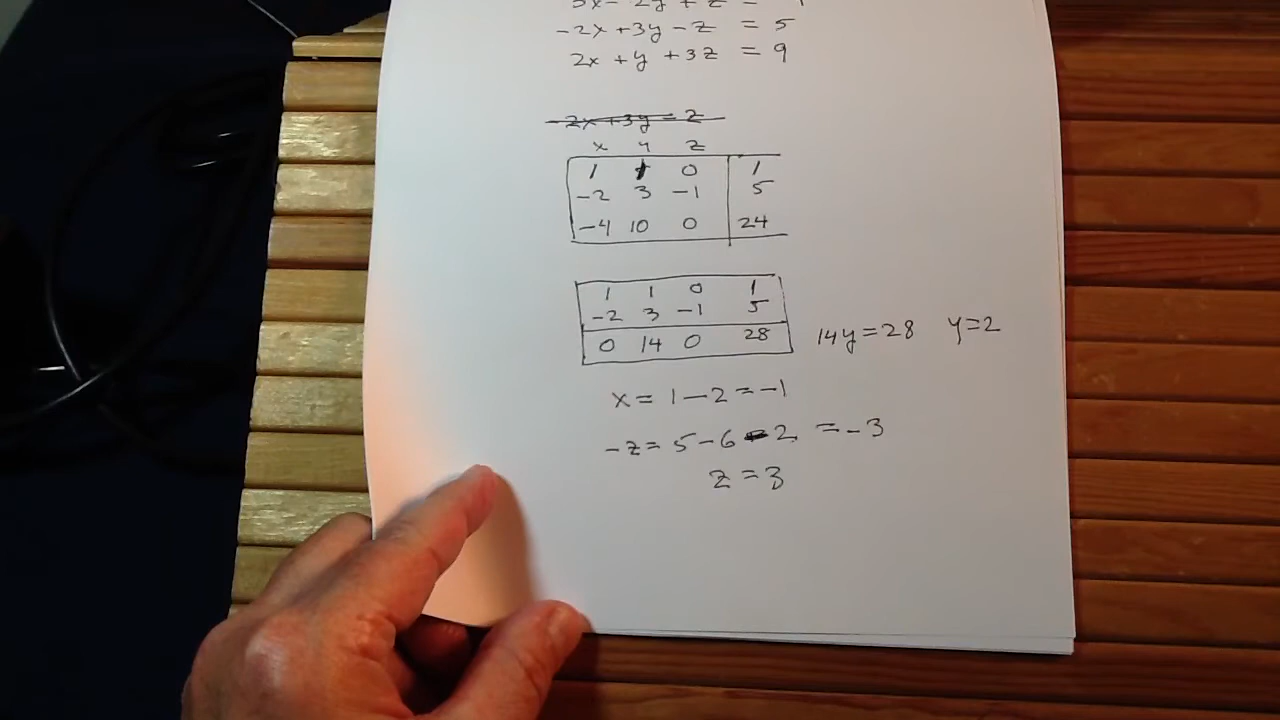 -2x+3y-z = 5
2x+y+3z = 9
-2x+3y-z
x y z
1 1 0 1
-2 3 -1 5
-4 10 0 24
1 1 0 1
-2 3 -1 5
0 14 0 28 14y=28 y=2
x= 1-2=-1
-z= 5-6-2 =-3
z=3